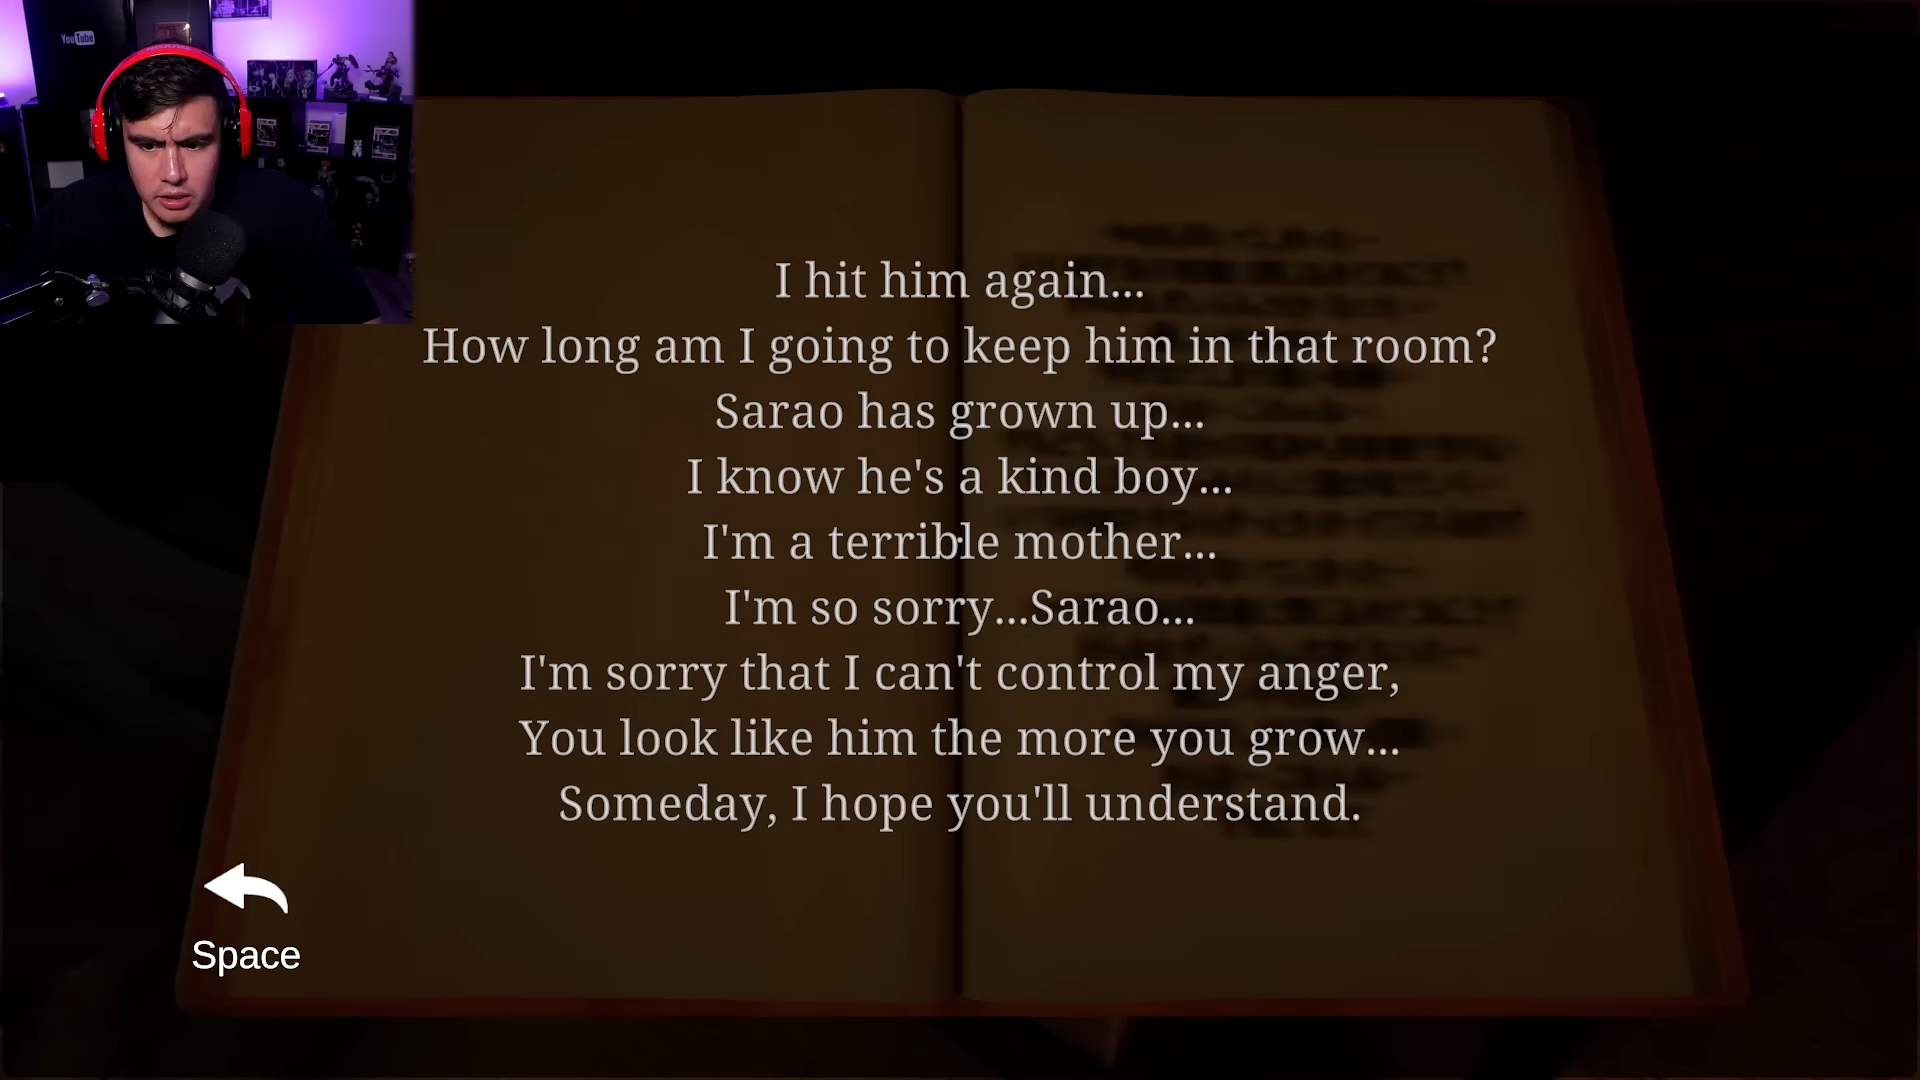 YouTube
I hit him again...
How long am I going to keep him in that room?
Sarao has grown up...
I know he's a kind boy...
I'm a terrible mother...
I'm so sorry...Sarao...
I'm sorry that I can't control my anger,
You look like him the more you grow...
Someday, I hope you'll understand.
Space